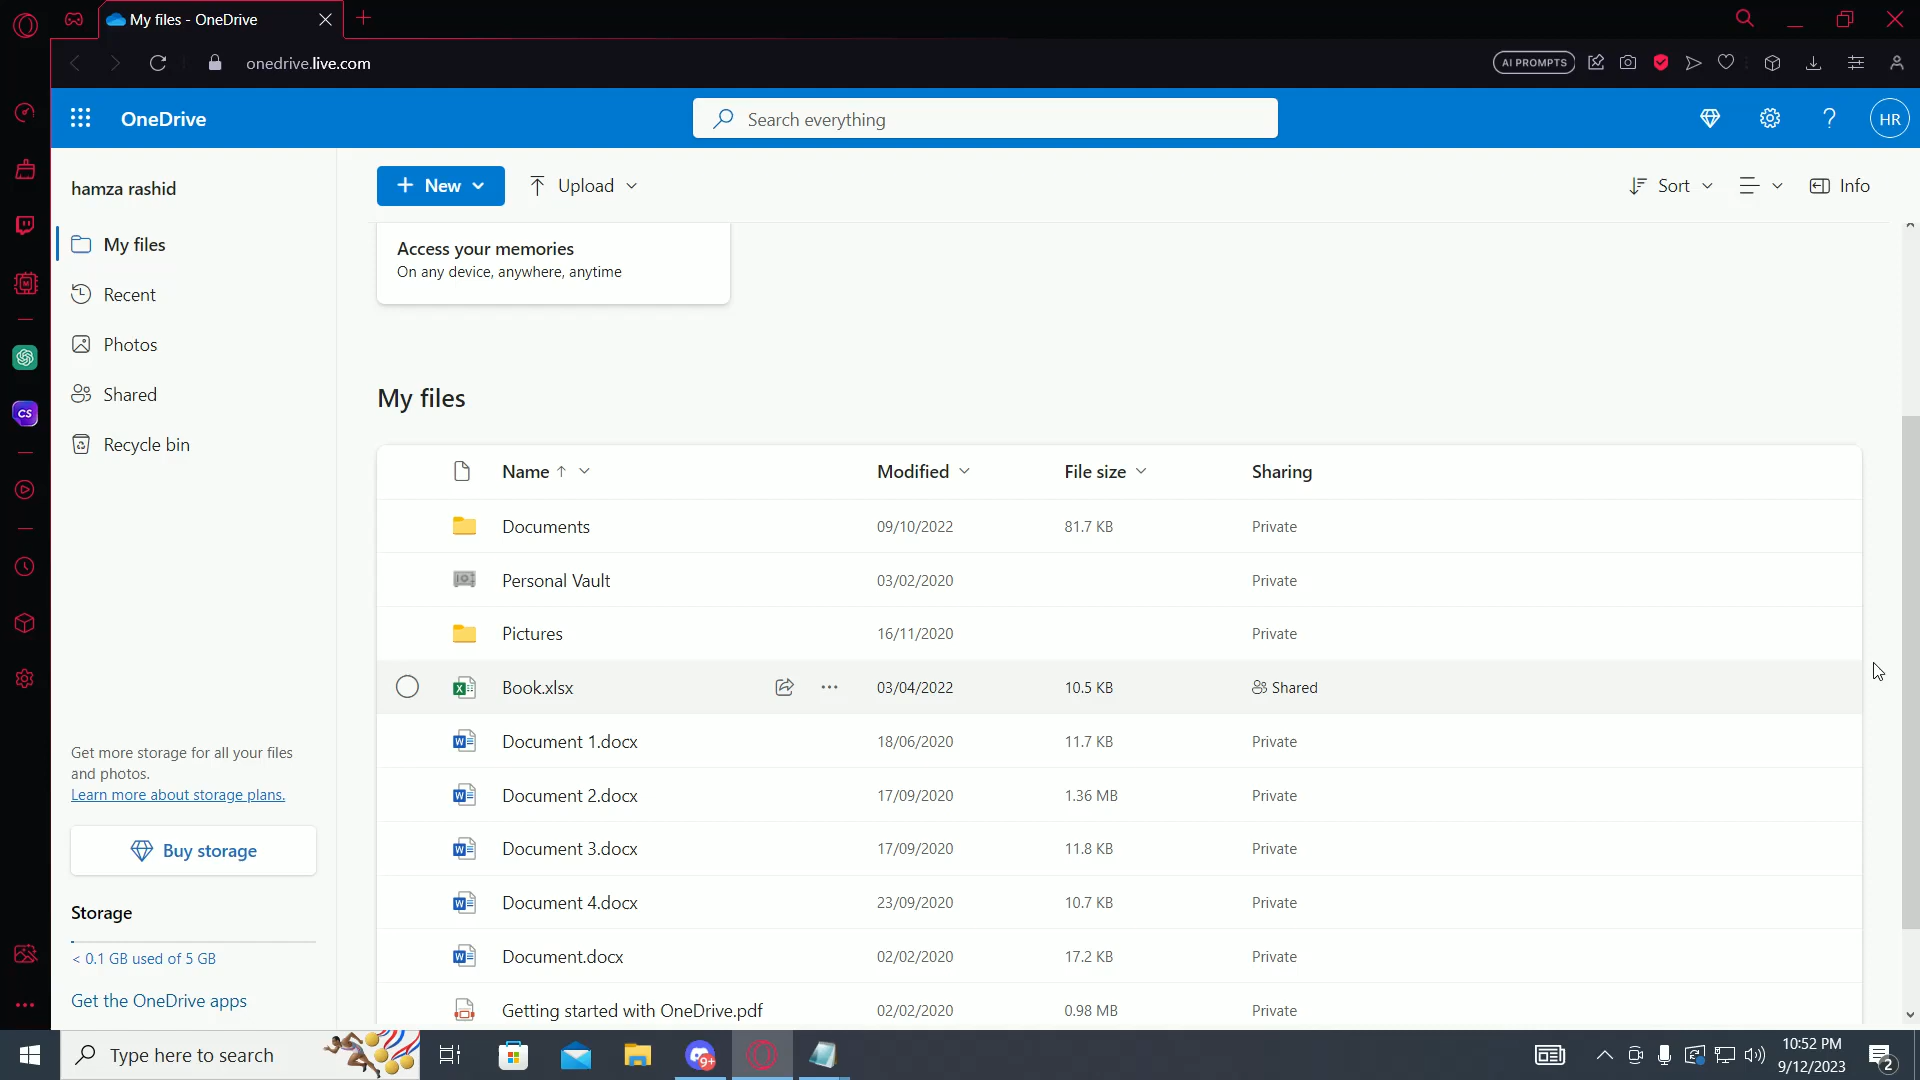 My files - OneDrive
onedrive.live.com
AI PROMPTS
OneDrive
Search everything
HR
hamza rashid
My files
Recent
Photos
Shared
Recycle bin
Get more storage for all your files
and photos.
Learn more about storage plans.
Buy storage
Storage
< 0.1 GB used of 5 GB
Get the OneDrive apps
New
Upload
Sort
Info
Access your memories
On any device, anywhere, anytime
My files
Name Modified File size Sharing
Documents 09/10/2022 81.7 KB Private
Personal Vault 03/02/2020 Private
Pictures 16/11/2020 Private
Book.xlsx 03/04/2022 10.5 KB Shared
Document 1.docx 18/06/2020 11.7 KB Private
Document 2.docx 17/09/2020 1.36 MB Private
Document 3.docx 17/09/2020 11.8 KB Private
Document 4.docx 23/09/2020 10.7 KB Private
Document.docx 02/02/2020 17.2 KB Private
Getting started with OneDrive.pdf 02/02/2020 0.98 MB Private
CS
Type here to search
9+
10:52 PM
9/12/2023
2